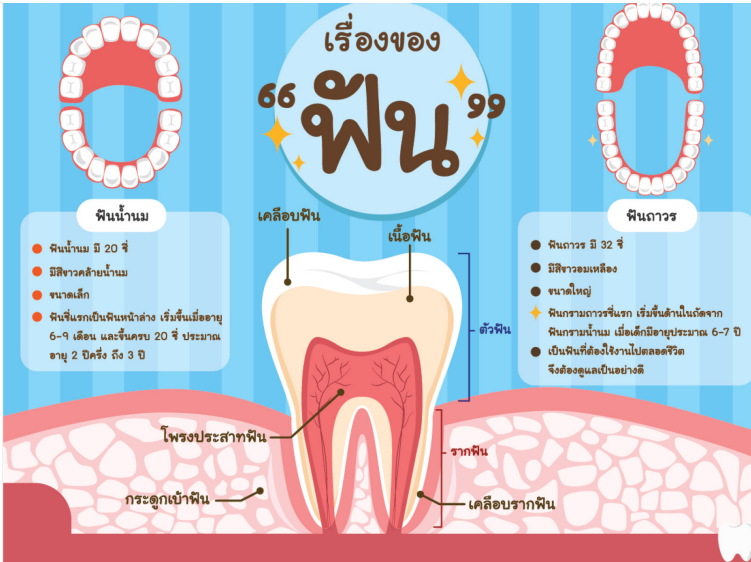 เรื่องของ
“ฟัน”
ฟันน้ำนม
ฟันน้ำนม มี 20 ซี่
มีสีขาวคล้ายน้ำนม
ขนาดเล็ก
ฟันซี่แรกเป็นฟันหน้าล่าง เริ่มขึ้นเมื่ออายุ
6-9 เดือน และขึ้นครบ 20 ซี่ ประมาณ
อายุ 2 ปีครึ่ง ถึง 3 ปี
เคลือบฟัน
เนื้อฟัน
ตัวฟัน
โพรงประสาทฟัน
รากฟัน
กระดูกเบ้าฟัน
เคลือบรากฟัน
ฟันถาวร
ฟันถาวร มี 32 ซี่
มีสีขาวอมเหลือง
ขนาดใหญ่
ฟันกรามถาวรซี่แรก เริ่มขึ้นด้านในถัดจาก
ฟันกรามน้ำนม เมื่อเด็กมีอายุประมาณ 6-7 ปี
เป็นฟันที่ต้องใช้งานไปตลอดชีวิต
จึงต้องดูแลเป็นอย่างดี